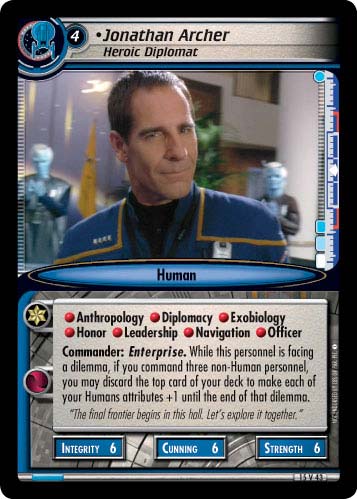 4
•Jonathan Archer
Heroic Diplomat
Human
•Anthropology •Diplomacy •Exobiology
•Honor •Leadership •Navigation •Officer
Commander: Enterprise. While this personnel is facing
a dilemma, if you command three non-Human personnel,
you may discard the top card of your deck to make each of
your Humans attributes +1 until the end of that dilemma.
"The final frontier begins in this hall. Let's explore it together."
INTEGRITY 6 CUNNING 6 STRENGTH 6